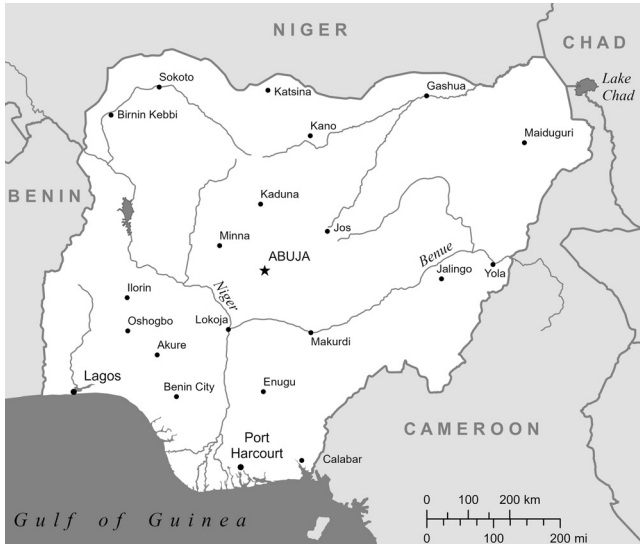 NIGER
CHAD
Lake
Chad
Sokoto
Katsina
Gashua
Birnin Kebbi
Kano
Maiduguri
BENIN
Kaduna
Minna
Jos
ABUJA
Benue
Jalingo
Yola
Niger
Ilorin
Oshogbo
Lokoja
Makurdi
Akure
Lagos
Benin City
Enugu
CAMEROON
Port
Harcourt
Calabar
Gulf of Guinea
0 100 200 km
0 100 200 mi